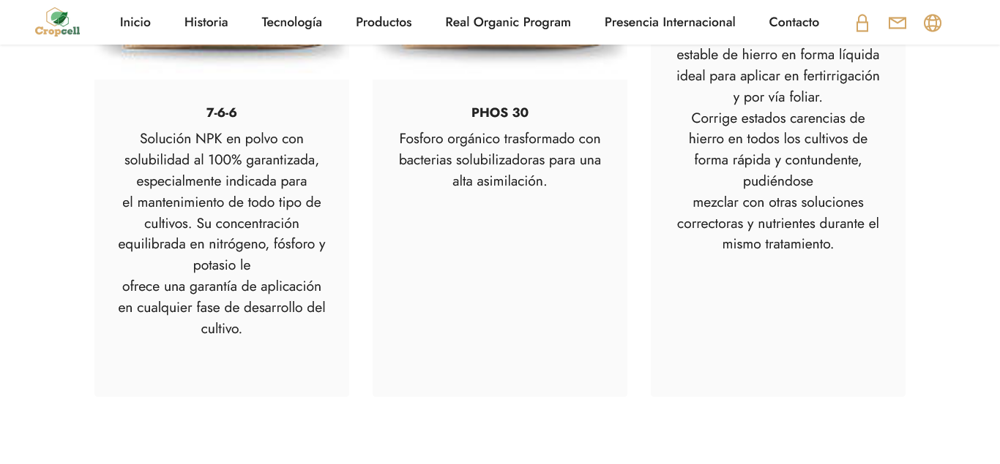 Cropcell
Inicio
Historia
Tecnología
Productos
Real Organic Program
Presencia Internacional
Contacto
7-6-6
Solución NPK en polvo con
solubilidad al 100% garantizada,
especialmente indicada para
el mantenimiento de todo tipo de
cultivos. Su concentración
equilibrada en nitrógeno, fósforo y
potasio le
ofrece una garantía de aplicación
en cualquier fase de desarrollo del
cultivo.
PHOS 30
Fosforo orgánico trasformado con
bacterias solubilizadoras para una
alta asimilación.
estable de hierro en forma líquida
ideal para aplicar en fertirrigación
y por vía foliar.
Corrige estados carencias de
hierro en todos los cultivos de
forma rápida y contundente,
pudiéndose
mezclar con otras soluciones
correctoras y nutrientes durante el
mismo tratamiento.